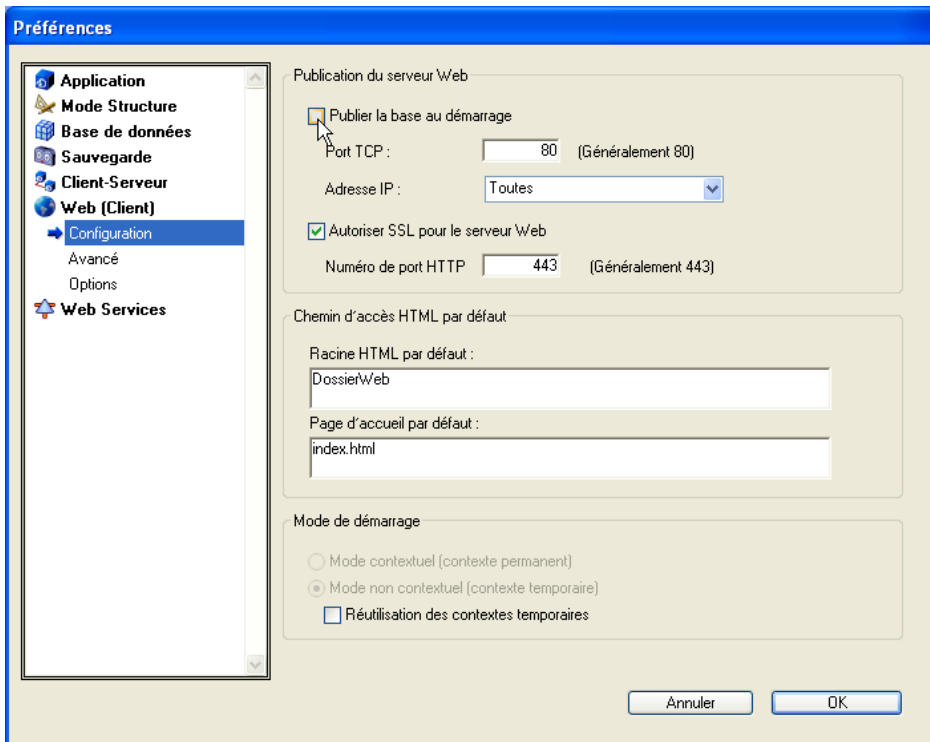 Préférences
Application
Mode Structure
Base de données
Sauvegarde
Client-Serveur
Web (Client)
Configuration
Avancé
Options
Web Services
Publication du serveur Web
Publier la base au démarrage
Port TCP : 80 (Généralement 80)
Adresse IP : Toutes
Autoriser SSL pour le serveur Web
Numéro de port HTTP 443 (Généralement 443)
Chemin d'accès HTML par défaut
Racine HTML par défaut :
DossierWeb
Page d'accueil par défaut :
index.html
Mode de démarrage
Mode contextuel (contexte permanent)
Mode non contextuel (contexte temporaire)
Réutilisation des contextes temporaires
Annuler OK